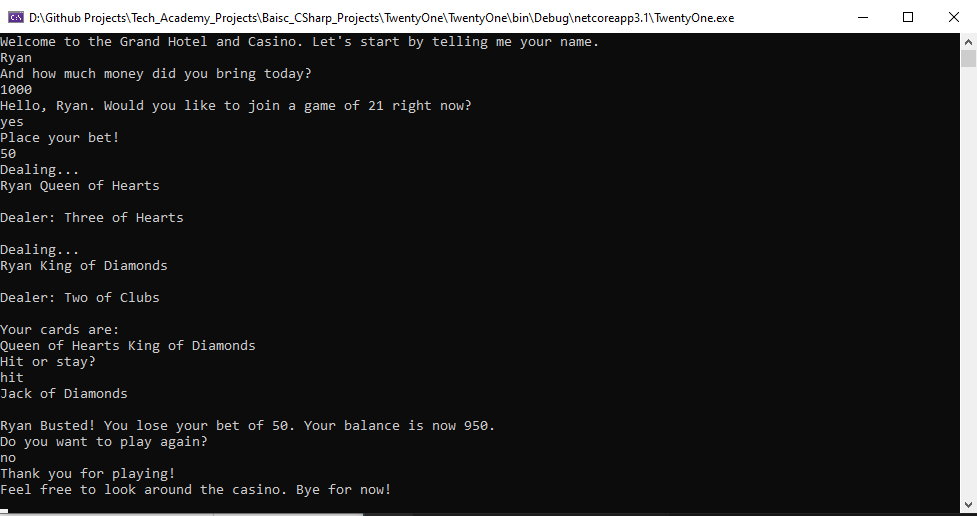 D:\Github Projects\Tech_Academy_Projects\Baisc_CSharp_Projects\TwentyOne\TwentyOne\bin\Debug\netcoreapp3.1\TwentyOne.exe
Welcome to the Grand Hotel and Casino. Let's start by telling me your name.
Ryan
And how much money did you bring today?
1000
Hello, Ryan. Would you like to join a game of 21 right now?
yes
Place your bet!
50
Dealing...
Ryan Queen of Hearts
Dealer: Three of Hearts
Dealing...
Ryan King of Diamonds
Dealer: Two of Clubs
Your cards are:
Queen of Hearts King of Diamonds
Hit or stay?
hit
Jack of Diamonds
Ryan Busted! You lose your bet of 50. Your balance is now 950.
Do you want to play again?
no
Thank you for playing!
Feel free to look around the casino. Bye for now!